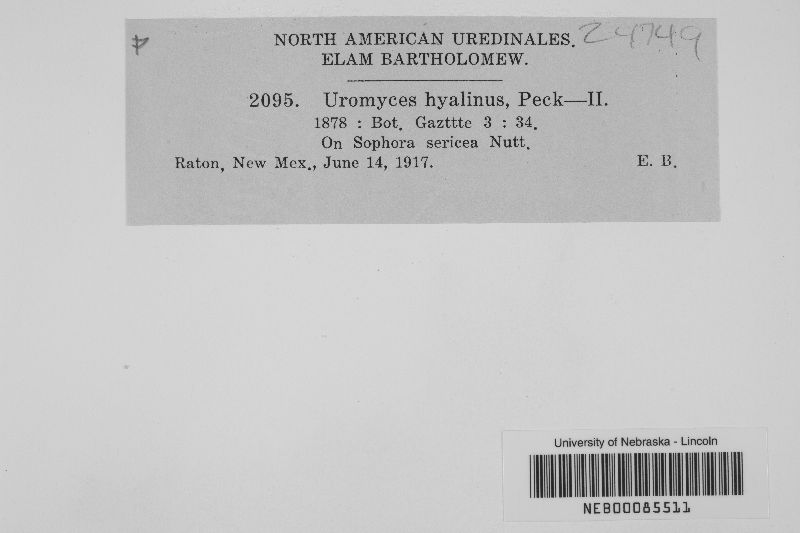 NORTH AMERICAN UREDINALES. 24749
ELAM BARTHOLOMEW.
2095. Uromyces hyalinus, Peck—II.
1878 : Bot. Gazttte 3 : 34.
On Sophora sericea Nutt.
Raton, New Mex., June 14, 1917. E. B.
University of Nebraska - Lincoln
NEB00085511